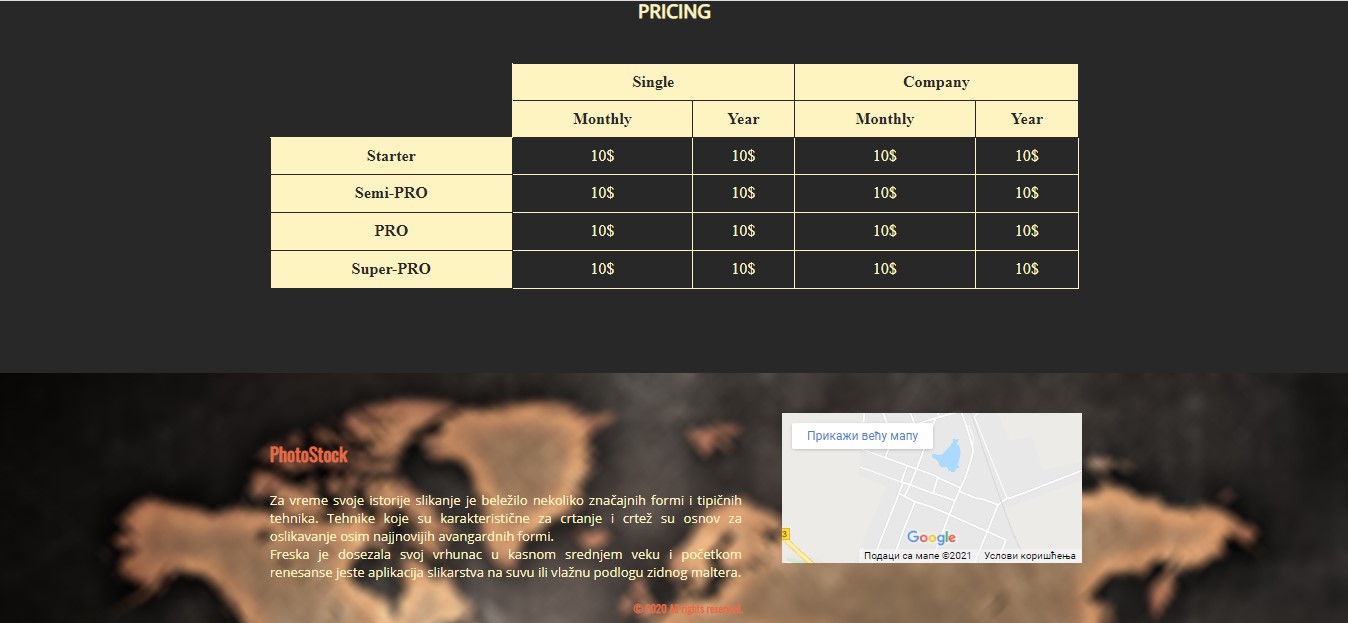 PRICING
Single Company
Monthly Year Monthly Year
Starter 10$ 10$ 10$ 10$
Semi-PRO 10$ 10$ 10$ 10$
PRO 10$ 10$ 10$ 10$
Super-PRO 10$ 10$ 10$ 10$
PhotoStock
Za vreme svoje istorije slikanje je beležilo nekoliko značajnih formi i tipičnih
tehnika. Tehnike koje su karakteristične za crtanje i crtež su osnov za
oslikavanje osim najjnovijih avangardnih formi.
Freska je dosezala svoj vrhunac u kasnom srednjem veku i početkom
renesanse jeste aplikacija slikarstva na suvu ili vlažnu podlogu zidnog maltera.
© 2020 All rights reserved.
Прикажи већу мапу
3
Google
Подаци са мапе ©2021 Услови коришћења